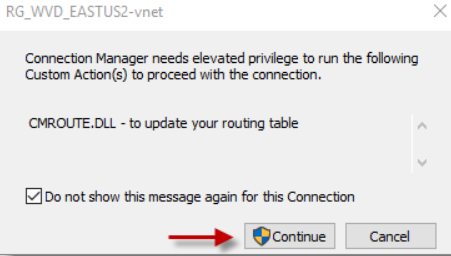 RG_WVD_EASTUS2-vnet
Connection Manager needs elevated privilege to run the following
Custom Action(s) to proceed with the connection.
CMROUTE.DLL - to update your routing table
Do not show this message again for this Connection
Continue
Cancel